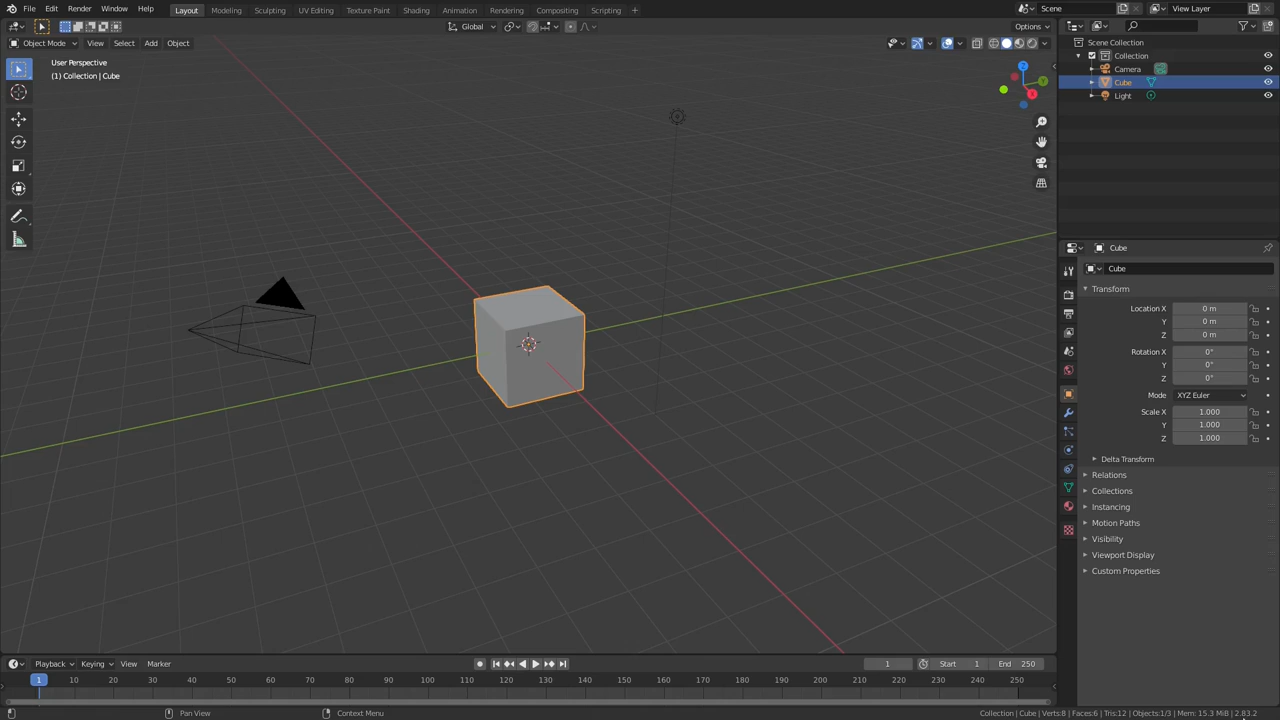 File Edit Render Window Help Layout Modeling Sculpting UV Editing Texture Paint Shading Animation Rendering Compositing Scripting + Scene View Layer
Global Options
Object Mode View Select Add Object
Scene Collection
Collection
Camera
Cube
Light
User Perspective
(1) Collection | Cube
Z
Y
X
Cube
Cube
Transform
Location X 0 m
Y 0 m
Z 0 m
Rotation X 0°
Y 0°
Z 0°
Mode XYZ Euler
Scale X 1.000
Y 1.000
Z 1.000
Delta Transform
Relations
Collections
Instancing
Motion Paths
Visibility
Viewport Display
Custom Properties
Playback Keying View Marker 1 Start 1 End 250
1 10 20 30 40 50 60 70 80 90 100 110 120 130 140 150 160 170 180 190 200 210 220 230 240 250
Pan View Context Menu Collection | Cube | Verts:8 | Faces:6 | Tris:12 | Objects:1/3 | Mem: 15.3 MiB | 2.83.2